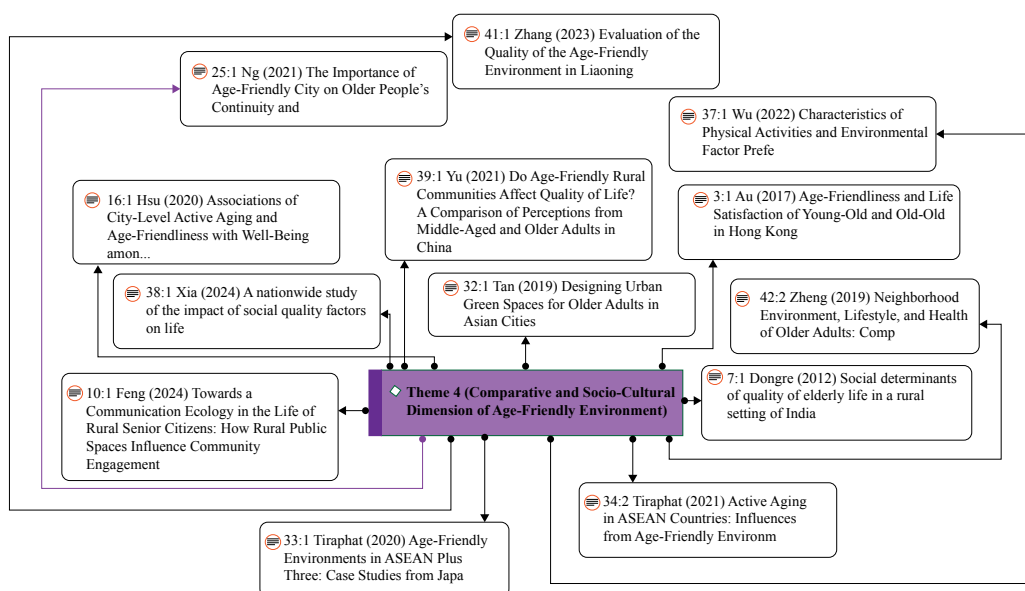 41:1 Zhang (2023) Evaluation of the
Quality of the Age-Friendly
Environment in Liaoning
25:1 Ng (2021) The Importance of
Age-Friendly City on Older People's
Continuity and
37:1 Wu (2022) Characteristics of
Physical Activities and Environmental
Factor Prefe
39:1 Yu (2021) Do Age-Friendly Rural
Communities Affect Quality of Life?
A Comparison of Perceptions from
Middle-Aged and Older Adults in
China
16:1 Hsu (2020) Associations of
City-Level Active Aging and
Age-Friendliness with Well-Being
amon...
3:1 Au (2017) Age-Friendliness and Life
Satisfaction of Young-Old and Old-Old
in Hong Kong
38:1 Xia (2024) A nationwide study
of the impact of social quality factors
on life
32:1 Tan (2019) Designing Urban
Green Spaces for Older Adults in
Asian Cities
42:2 Zheng (2019) Neighborhood
Environment, Lifestyle, and Health
of Older Adults: Comp
10:1 Feng (2024) Towards a
Communication Ecology in the Life of
Rural Senior Citizens: How Rural Public
Spaces Influence Community
Engagement
Theme 4 (Comparative and Socio-Cultural
Dimension of Age-Friendly Environment)
7:1 Dongre (2012) Social determinants
of quality of elderly life in a rural
setting of India
34:2 Tiraphat (2021) Active Aging
in ASEAN Countries: Influences
from Age-Friendly Environm
33:1 Tiraphat (2020) Age-Friendly
Environments in ASEAN Plus
Three: Case Studies from Japa